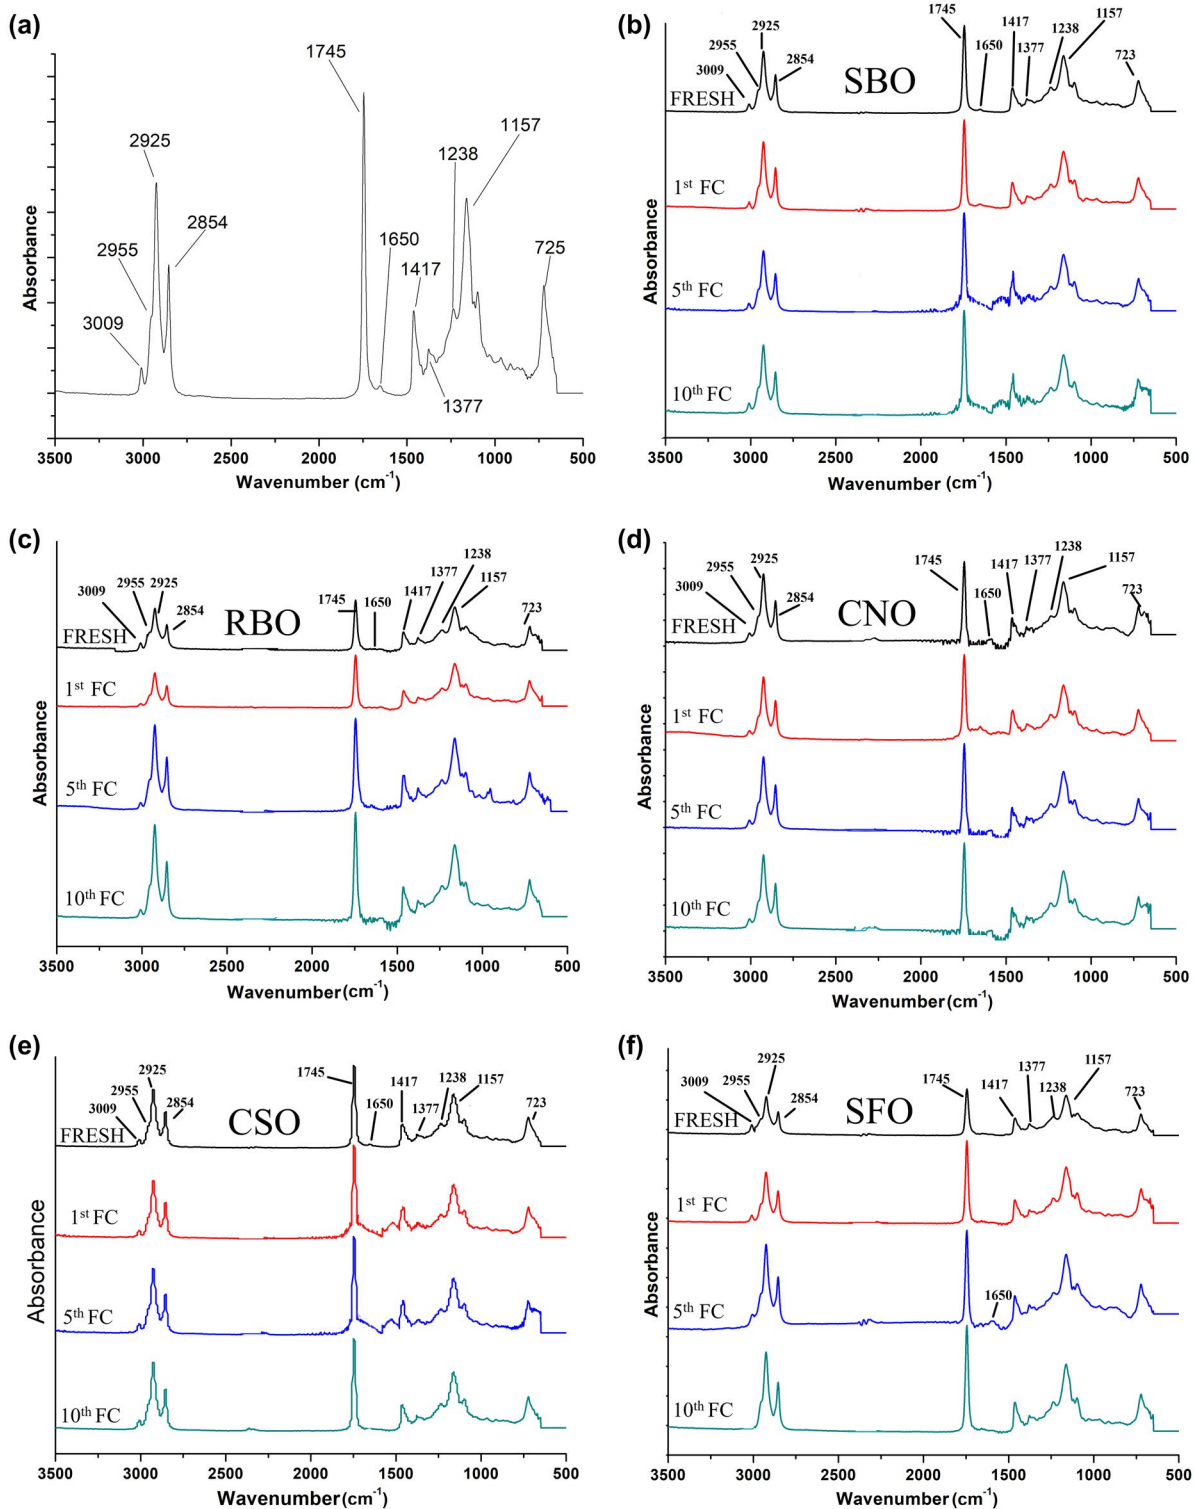 (a)
1745
2925
1157
1238
2854
2955
1650
725
1417
3009
1377
Absorbance
3500 3000 2500 2000 1500 1000 500
Wavenumber (cm-1)
(b)
1745
1157
2925
1417
1238
2955
1650
1377
2854
723
3009
SBO
FRESH
1st FC
5th FC
10th FC
Absorbance
3500 3000 2500 2000 1500 1000 500
Wavenumber (cm-1)
(c)
1238
2955 2925
1377
1157
3009
1745 1650
1417
2854
723
RBO
FRESH
1st FC
5th FC
10th FC
Absorbance
3500 3000 2500 2000 1500 1000 500
Wavenumber (cm-1)
(d)
1238
2925
1377
2955
1745
1417
1157
3009
1650
723
2854
CNO
FRESH
1st FC
5th FC
10th FC
Absorbance
3500 3000 2500 2000 1500 1000 500
Wavenumber (cm-1)
(e)
2925
1745
1238
1157
2955
1417
3009
2854
1650
1377
723
CSO
FRESH
1st FC
5th FC
10th FC
Absorbance
3500 3000 2500 2000 1500 1000 500
Wavenumber (cm-1)
(f)
2925
1157
1377
3009
2955
1745
1417
1238
2854
723
SFO
FRESH
1st FC
5th FC
1650
10th FC
Absorbance
3500 3000 2500 2000 1500 1000 500
Wavenumber (cm-1)